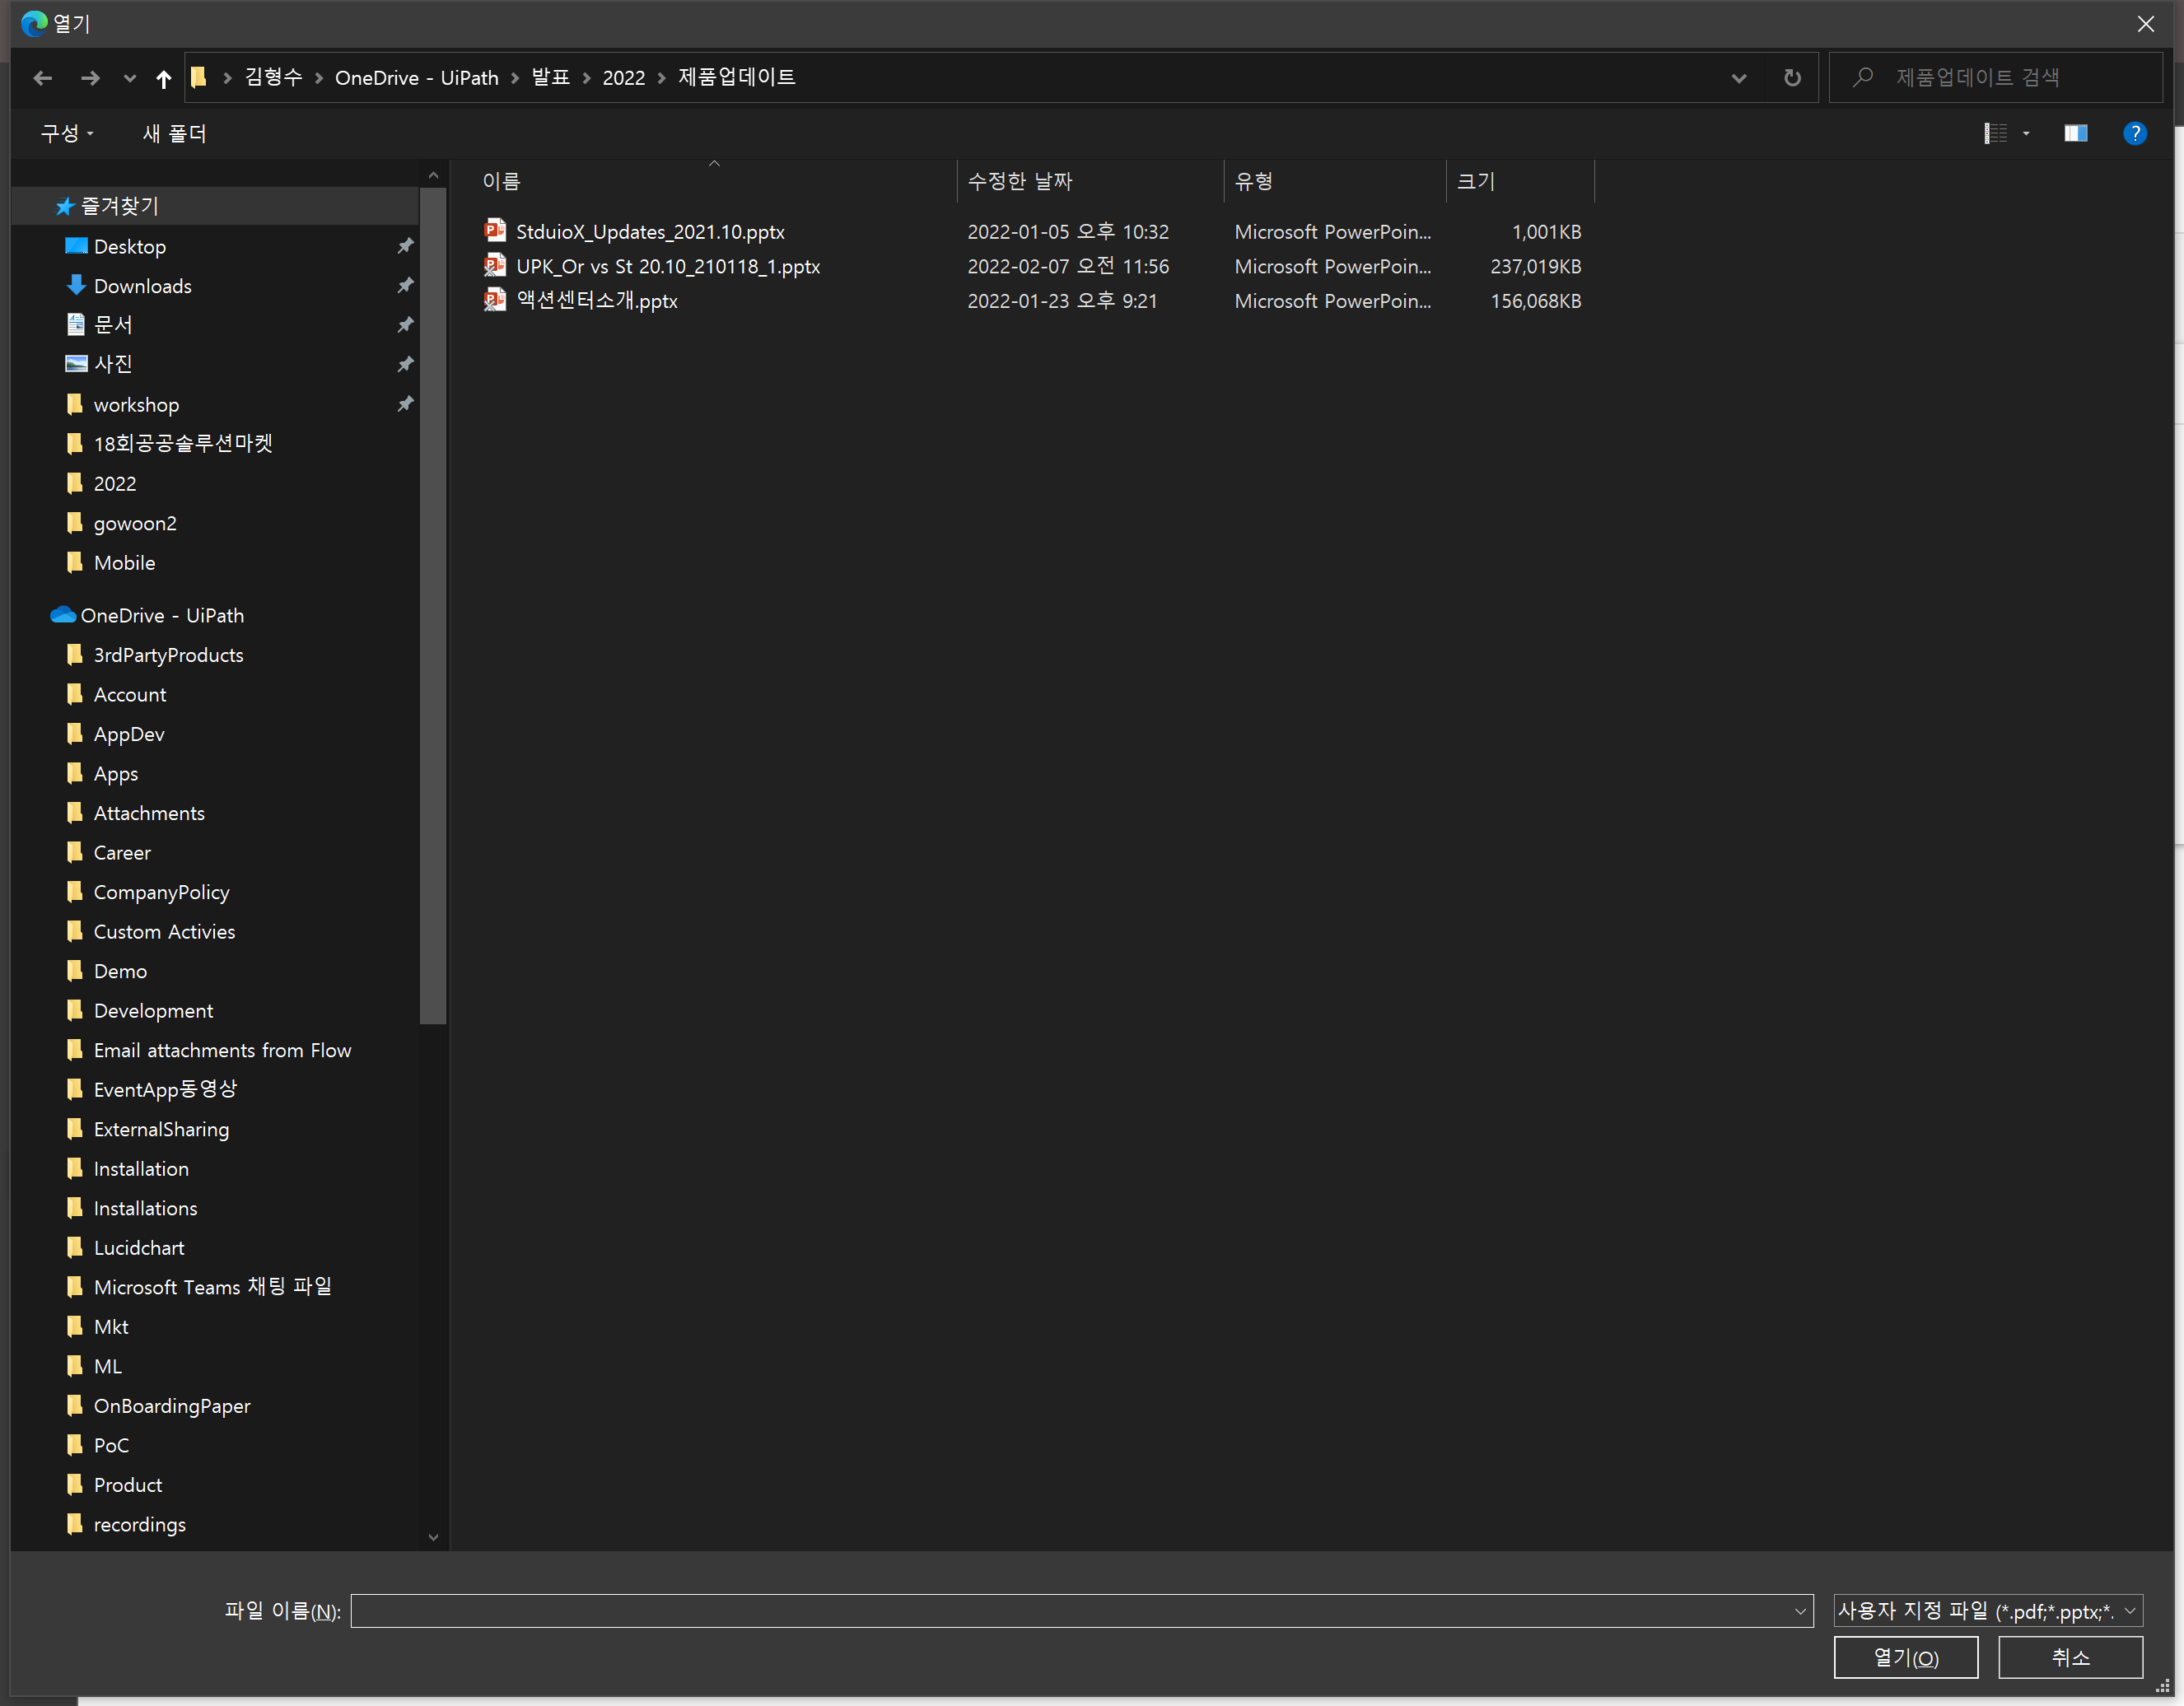 열기
김형수 OneDrive - UiPath 발표 2022 제품업데이트
제품업데이트 검색
구성
새 폴더
이름 수정한 날짜 유형 크기
StduioX_Updates_2021.10.pptx 2022-01-05 오후 10:32 Microsoft PowerPoin... 1,001KB
UPK_Or vs St 20.10_210118_1.pptx 2022-02-07 오전 11:56 Microsoft PowerPoin... 237,019KB
액션센터소개.pptx 2022-01-23 오후 9:21 Microsoft PowerPoin... 156,068KB
즐겨찾기
Desktop
Downloads
문서
사진
workshop
18회공공솔루션마켓
2022
gowoon2
Mobile
OneDrive - UiPath
3rdPartyProducts
Account
AppDev
Apps
Attachments
Career
CompanyPolicy
Custom Activies
Demo
Development
Email attachments from Flow
EventApp동영상
ExternalSharing
Installation
Installations
Lucidchart
Microsoft Teams 채팅 파일
Mkt
ML
OnBoardingPaper
PoC
Product
recordings
파일 이름(N):
사용자 지정 파일 (*.pdf;*.pptx;*.
열기(O)
취소